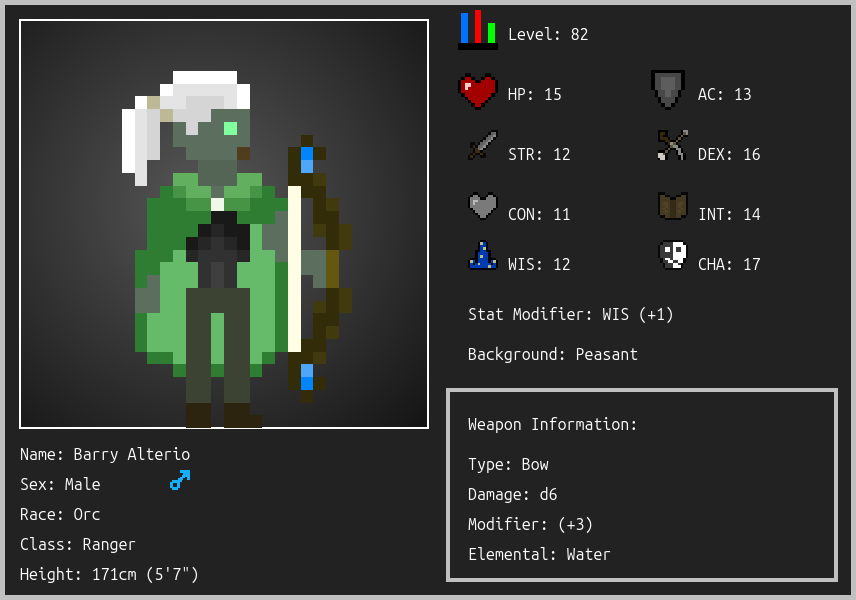 Level: 82
HP: 15
AC: 13
STR: 12
DEX: 16
CON: 11
INT: 14
WIS: 12
CHA: 17
Stat Modifier: WIS (+1)
Background: Peasant
Weapon Information:
Type: Bow
Damage: d6
Modifier: (+3)
Elemental: Water
Name: Barry Alterio
Sex: Male
Race: Orc
Class: Ranger
Height: 171cm (5'7")